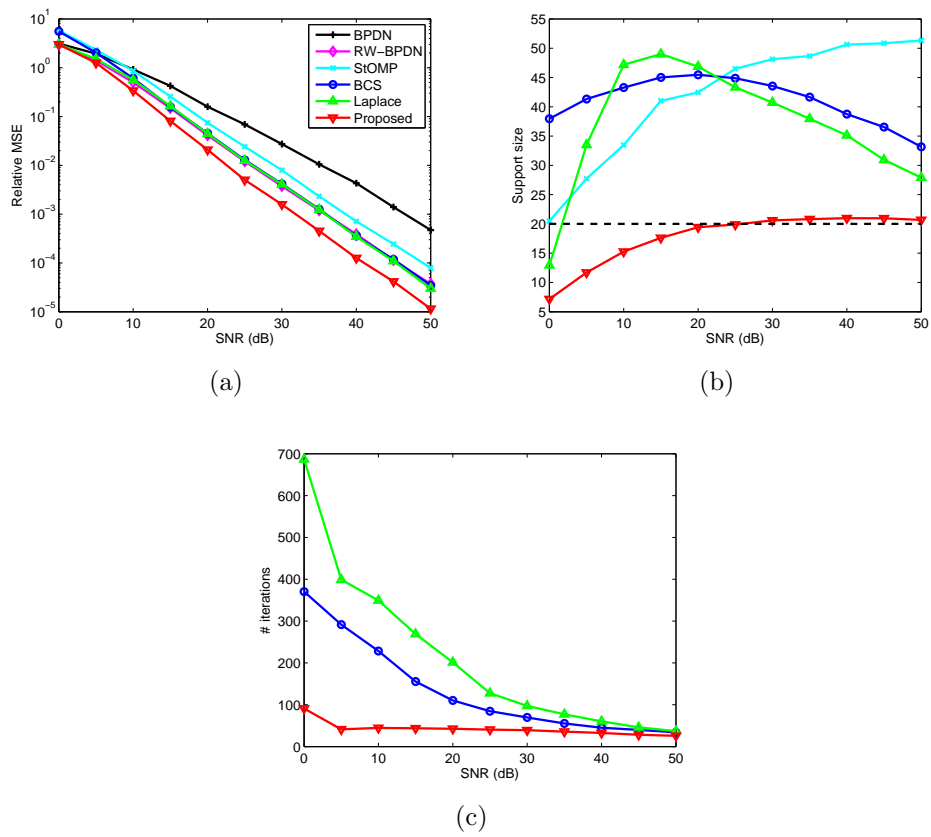 10^1
10^0
10^-1
10^-2
10^-3
10^-4
10^-5
0 10 20 30 40 50
SNR (dB)
Relative MSE
BPDN
RW-BPDN
StOMP
BCS
Laplace
Proposed
(a)
55
50
45
40
35
30
25
20
15
10
5
0 10 20 30 40 50
SNR (dB)
Support size
(b)
700
600
500
400
300
200
100
0
0 10 20 30 40 50
SNR (dB)
# iterations
(c)